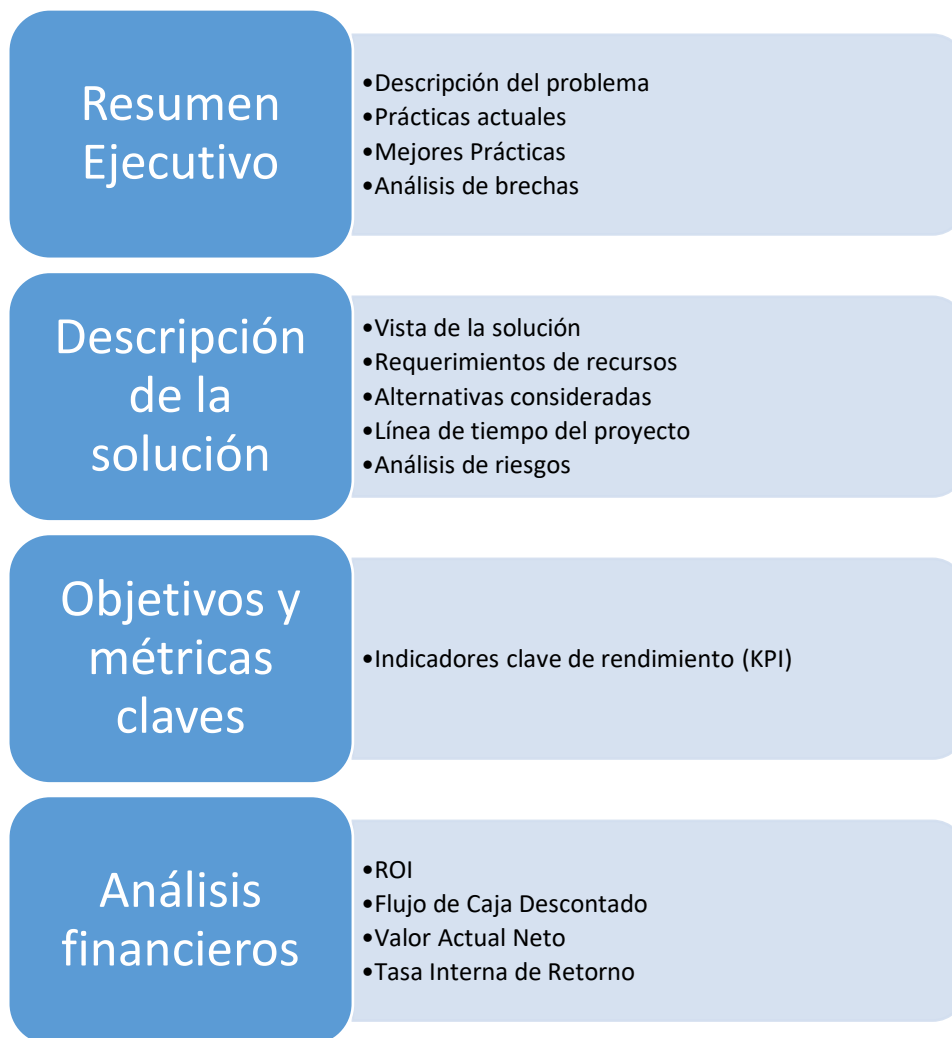 Resumen
Ejecutivo
•Descripción del problema
•Prácticas actuales
•Mejores Prácticas
•Análisis de brechas
Descripción
de la
solución
•Vista de la solución
•Requerimientos de recursos
•Alternativas consideradas
•Línea de tiempo del proyecto
•Análisis de riesgos
Objetivos y
métricas
claves
•Indicadores clave de rendimiento (KPI)
Análisis
financieros
•ROI
•Flujo de Caja Descontado
•Valor Actual Neto
•Tasa Interna de Retorno